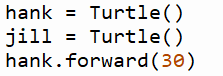 hank = Turtle()
jill = Turtle()
hank.forward(30)